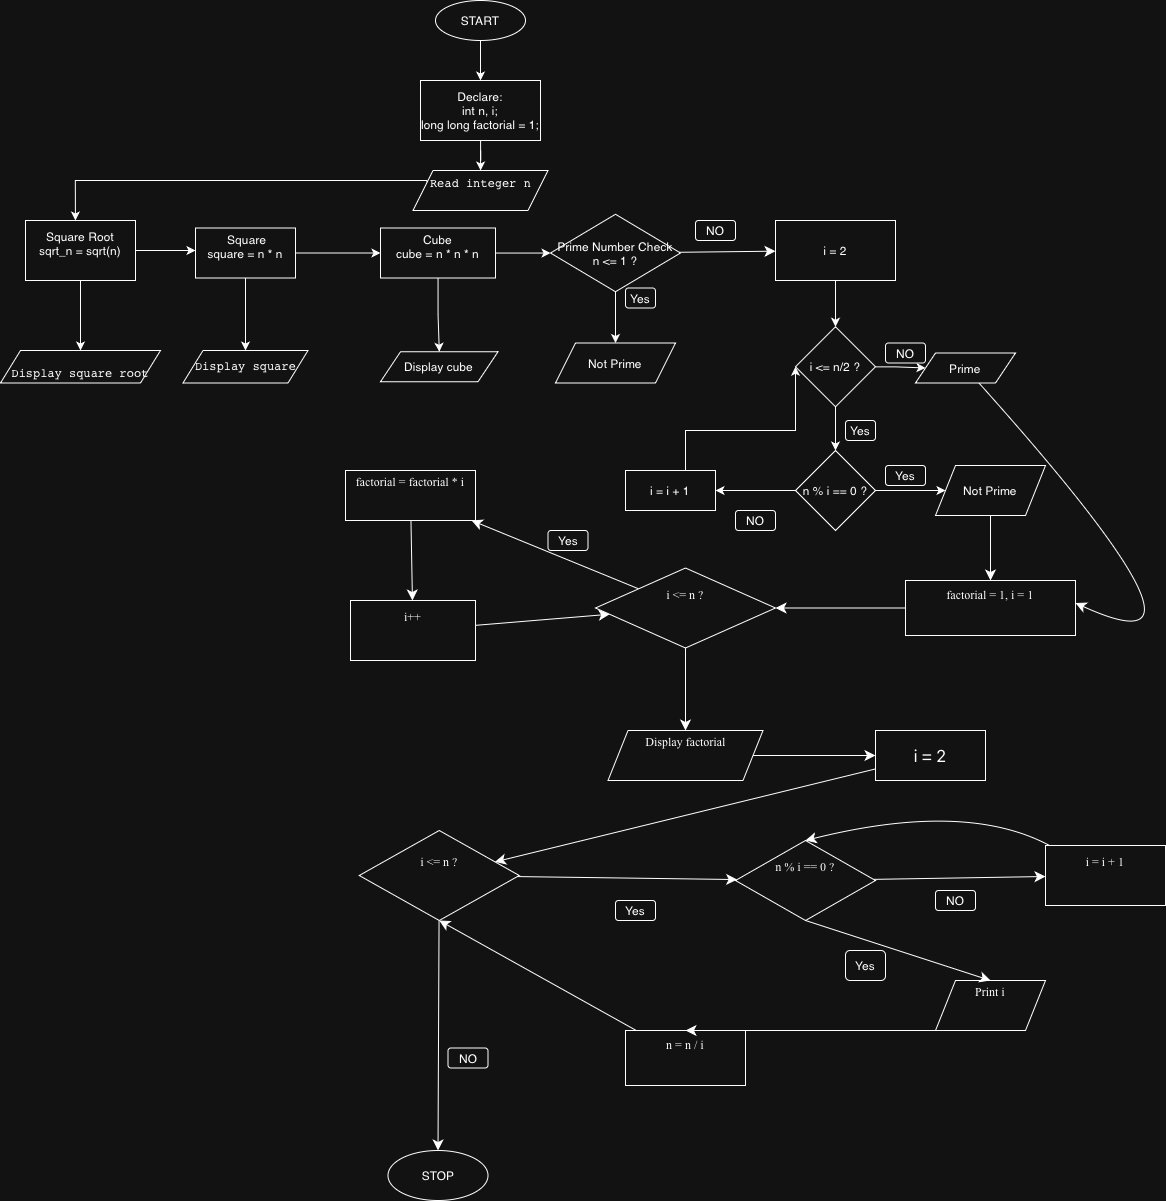 START
Declare:
int n, i;
long long factorial = 1;
Read integer n
Square Root
sqrt_n = sqrt(n)
Square
square = n * n
Cube
cube = n * n * n
Prime Number Check
n <= 1 ?
NO
i = 2
Yes
Display square root
Display square
Display cube
Not Prime
i <= n/2 ?
NO
Prime
Yes
factorial = factorial * i
i = i + 1
n % i == 0 ?
Yes
Not Prime
NO
Yes
i <= n ?
factorial = 1, i = 1
i++
Display factorial
i = 2
i <= n ?
n % i == 0 ?
i = i + 1
Yes
NO
Yes
Print i
n = n / i
NO
STOP